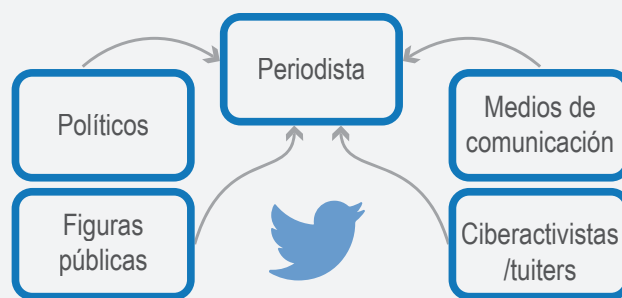 Periodista
Políticos
Medios de
comunicación
Figuras
públicas
Ciberactivistas
/tuiters